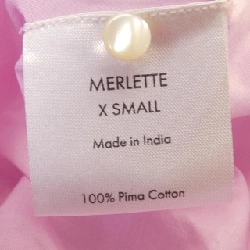 MERLETTE
X SMALL
Made in India
100% Pima Cotton